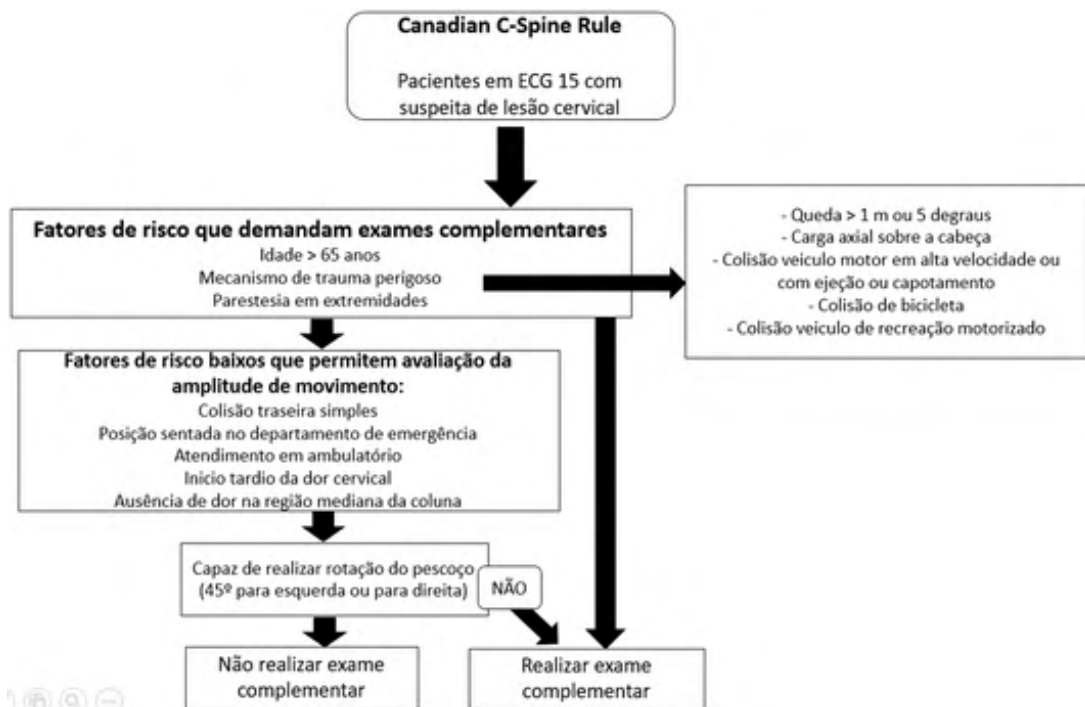 Canadian C-Spine Rule
Pacientes em ECG 15 com
suspeita de lesão cervical
Fatores de risco que demandam exames complementares
Idade > 65 anos
Mecanismo de trauma perigoso
Parestesia em extremidades
- Queda > 1 m ou 5 degraus
- Carga axial sobre a cabeça
- Colisão veiculo motor em alta velocidade ou
com ejeção ou capotamento
- Colisão de bicicleta
- Colisão veiculo de recreação motorizado
Fatores de risco baixos que permitem avaliação da
amplitude de movimento:
Colisão traseira simples
Posição sentada no departamento de emergência
Atendimento em ambulatório
Inicio tardio da dor cervical
Ausência de dor na região mediana da coluna
Capaz de realizar rotação do pescoço
(45º para esquerda ou para direita)
NÃO
Não realizar exame
complementar
Realizar exame
complementar